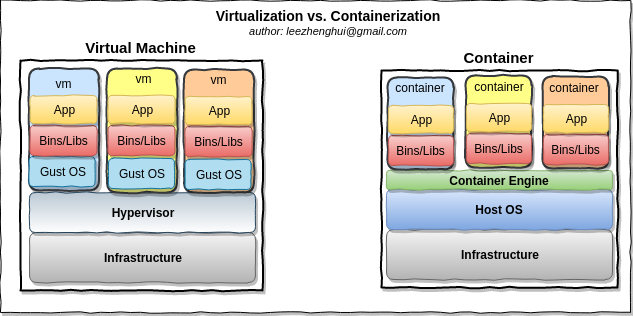 Virtualization vs. Containerization
author: leezhenghui@gmail.com
Virtual Machine
vm
vm
vm
App
App
App
Bins/Libs
Bins/Libs
Bins/Libs
Gust OS
Gust OS
Gust OS
Hypervisor
Infrastructure
Container
container
container
container
App
App
App
Bins/Libs
Bins/Libs
Bins/Libs
Container Engine
Host OS
Infrastructure